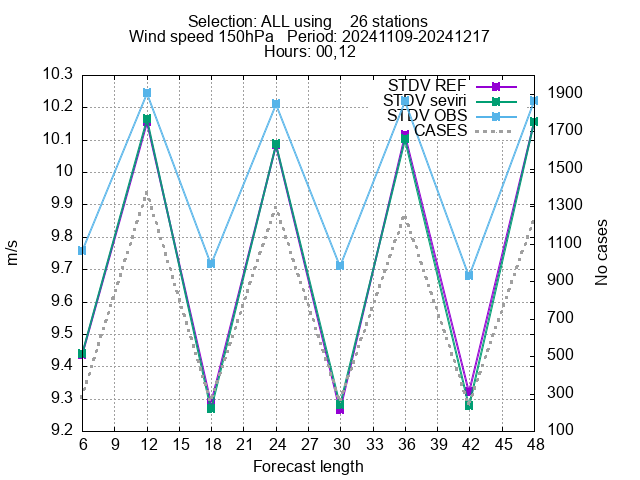 Selection: ALL using    26 stations
Wind speed 150hPa   Period: 20241109-20241217
Hours: 00,12
STDV REF
STDV seviri
STDV OBS
CASES
10.3
10.2
10.1
10
9.9
9.8
9.7
9.6
9.5
9.4
9.3
9.2
m/s
1900
1700
1500
1300
1100
900
700
500
300
100
No cases
6 9 12 15 18 21 24 27 30 33 36 39 42 45 48
Forecast length